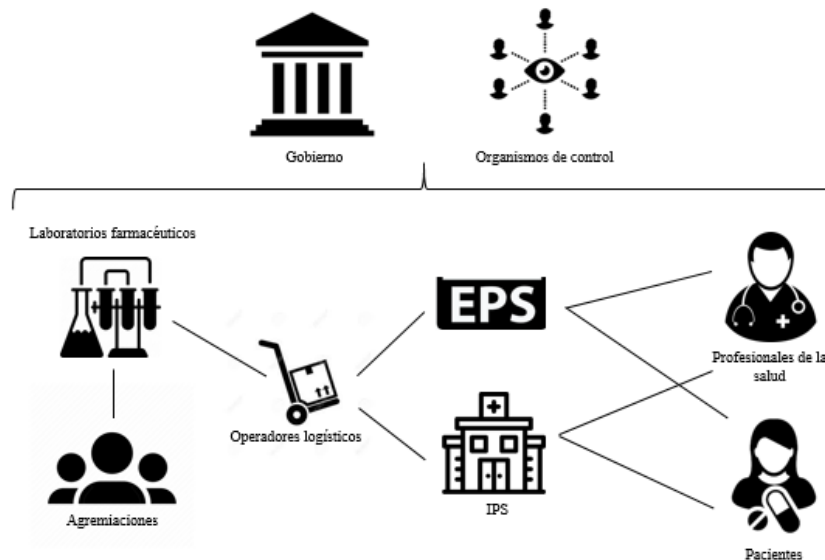 Gobierno
Organismos de control
Laboratorios farmacéuticos
EPS
Profesionales de la
salud
Operadores logísticos
Agremiaciones
IPS
Pacientes